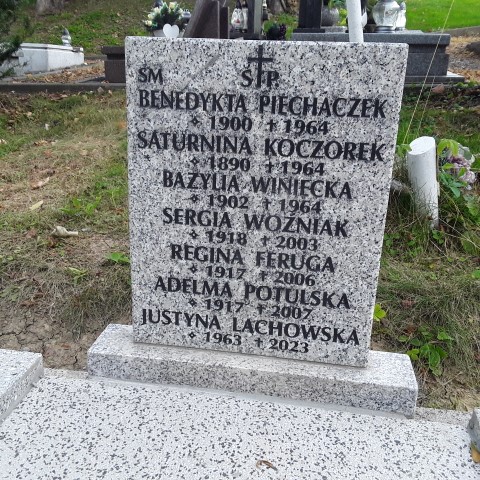 SM Ś†P.
BENEDYKTA PIECHACZEK
* 1900 † 1964
SATURNINA KOCZOREK
* 1890 † 1964
BAZYLIA WINIECKA
* 1902 † 1964
SERGIA WOŹNIAK
* 1918 † 2003
REGINA FERUGA
* 1917 † 2006
ADELMA POTULSKA
* 1917 † 2007
JUSTYNA LACHOWSKA
* 1963 † 2023